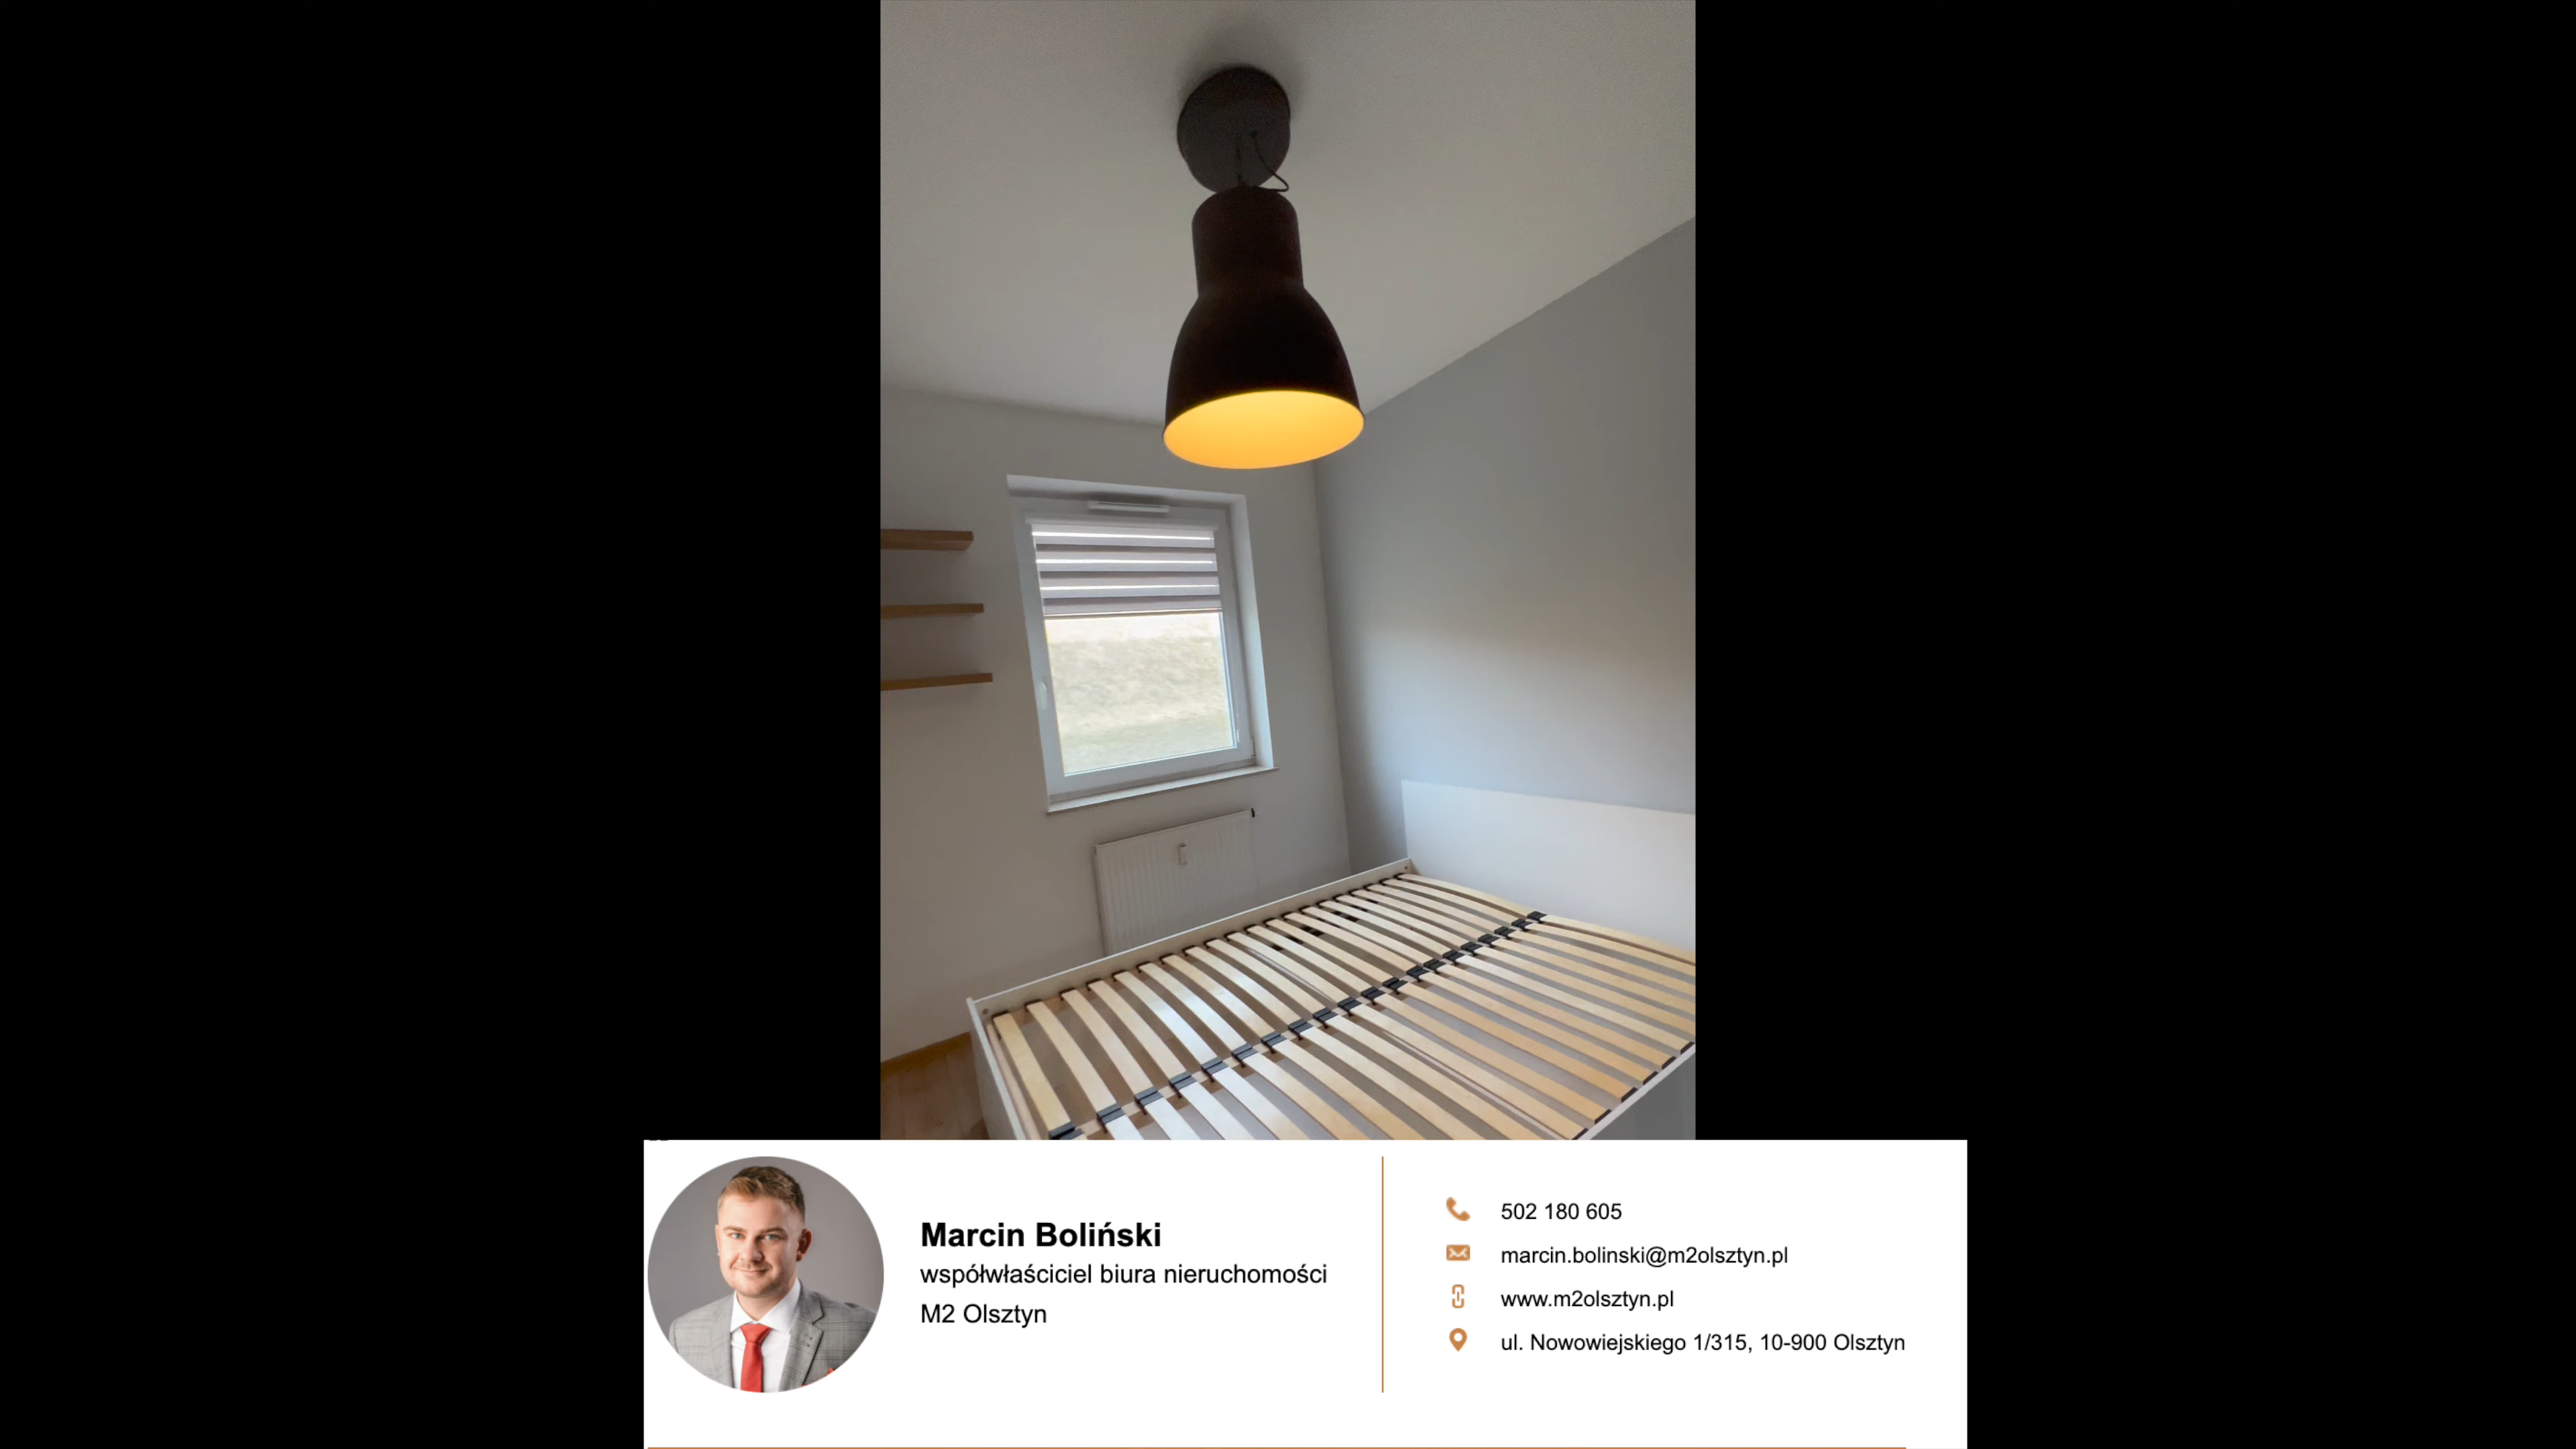 Marcin Boliński
współwłaściciel biura nieruchomości
M2 Olsztyn
502 180 605
marcin.bolinski@m2olsztyn.pl
www.m2olsztyn.pl
ul. Nowowiejskiego 1/315, 10-900 Olsztyn